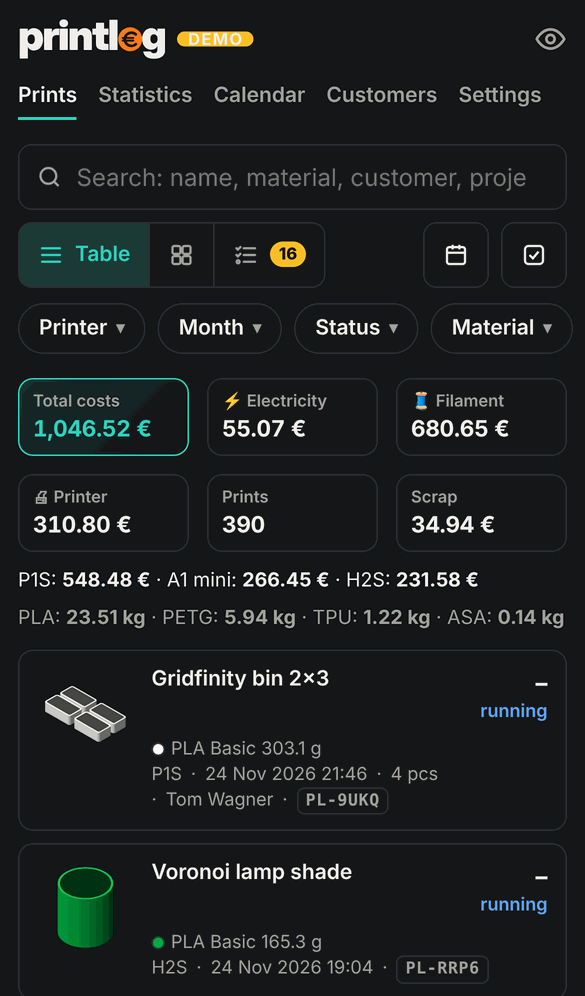 printl€g DEMO
Prints Statistics Calendar Customers Settings
Search: name, material, customer, proje
Table 16
Printer ▾ Month ▾ Status ▾ Material ▾
Total costs ⚡ Electricity 🧵 Filament
1,046.52 € 55.07 € 680.65 €
🖨 Printer Prints Scrap
310.80 € 390 34.94 €
P1S: 548.48 € · A1 mini: 266.45 € · H2S: 231.58 €
PLA: 23.51 kg · PETG: 5.94 kg · TPU: 1.22 kg · ASA: 0.14 kg
Gridfinity bin 2×3 –
running
PLA Basic 303.1 g
P1S · 24 Nov 2026 21:46 · 4 pcs
· Tom Wagner · PL-9UKQ
Voronoi lamp shade –
running
PLA Basic 165.3 g
H2S · 24 Nov 2026 19:04 · PL-RRP6